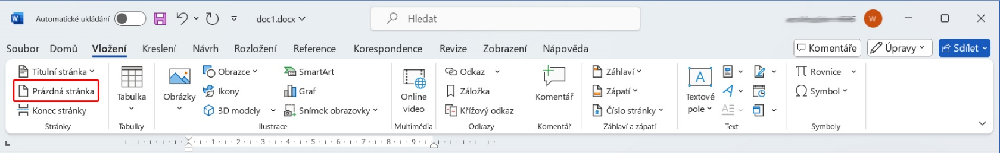 W Automatické ukládání doc1.docx Hledat W
Soubor Domů Vložení Kreslení Návrh Rozložení Reference Korespondence Revize Zobrazení Nápověda Komentáře Úpravy Sdílet
Titulní stránka
Prázdná stránka
Konec stránky
Stránky
Tabulka
Tabulky
Obrázky
Obrazce
Ikony
3D modely
SmartArt
Graf
Snímek obrazovky
Ilustrace
Online
video
Multimédia
Odkaz
Záložka
Křížový odkaz
Odkazy
Komentář
Komentář
Záhlaví
Zápatí
Číslo stránky
Záhlaví a zápatí
A
Textové
pole
Text
Rovnice
Symbol
Symboly
1 2 3 4 5 6 7 8 9